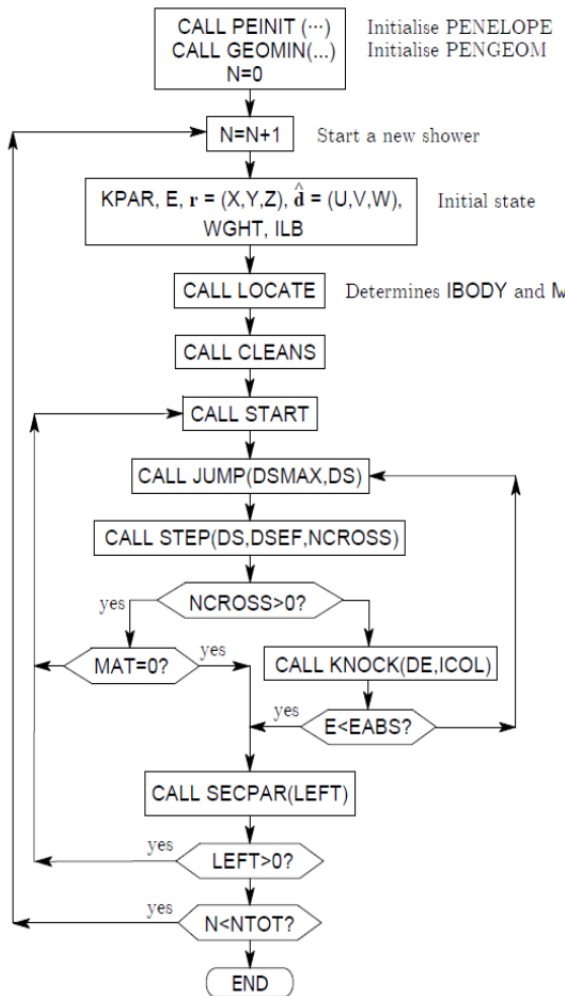 CALL PEINIT (···) Initialise PENELOPE
CALL GEOMIN(...) Initialise PENGEOM
N=0
N=N+1 Start a new shower
KPAR, E, r = (X,Y,Z), d̂ = (U,V,W), Initial state
WGHT, ILB
CALL LOCATE Determines IBODY and
CALL CLEANS
CALL START
CALL JUMP(DSMAX,DS)
CALL STEP(DS,DSEF,NCROSS)
yes NCROSS>0?
MAT=0? yes CALL KNOCK(DE,ICOL)
yes E<EABS?
CALL SECPAR(LEFT)
yes LEFT>0?
yes N<NTOT?
END